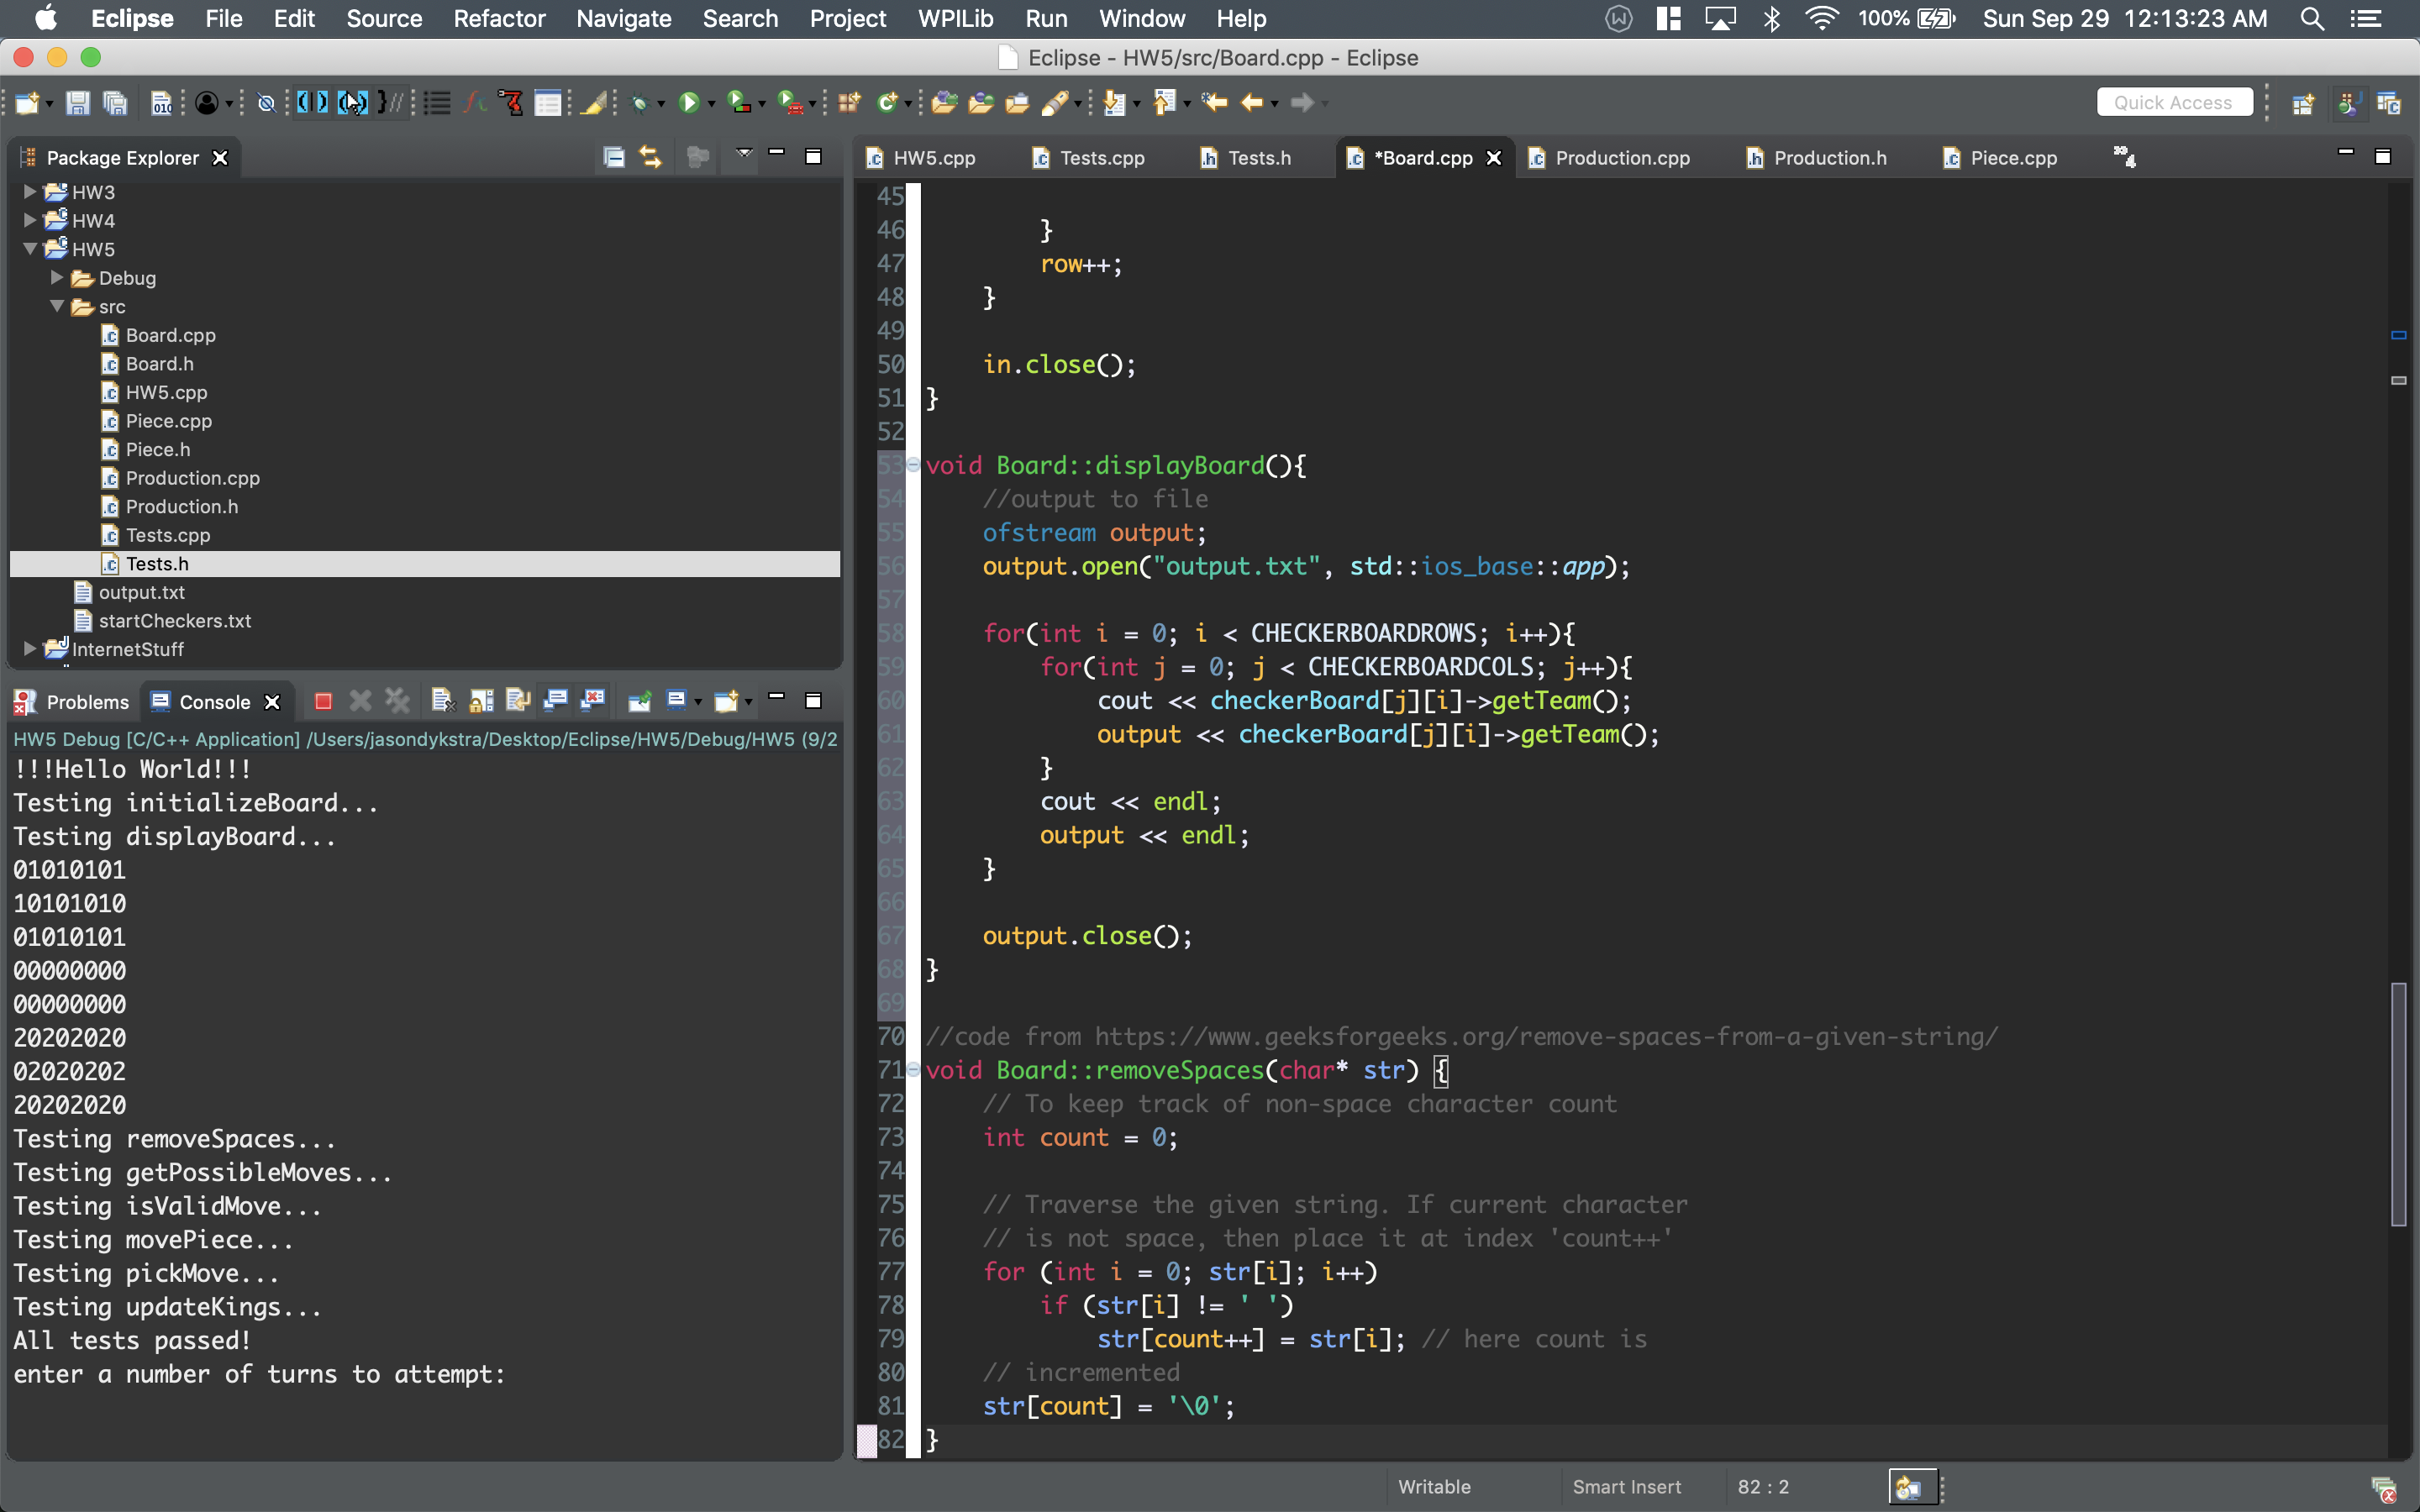 Eclipse File Edit Source Refactor Navigate Search Project WPILib Run Window Help 100% Sun Sep 29 12:13:23 AM
Eclipse - HW5/src/Board.cpp - Eclipse
Quick Access
Package Explorer
HW3
HW4
HW5
Debug
src
Board.cpp
Board.h
HW5.cpp
Piece.cpp
Piece.h
Production.cpp
Production.h
Tests.cpp
Tests.h
output.txt
startCheckers.txt
InternetStuff
Problems Console
HW5 Debug [C/C++ Application] /Users/jasondykstra/Desktop/Eclipse/HW5/Debug/HW5 (9/2
!!!Hello World!!!
Testing initializeBoard...
Testing displayBoard...
01010101
10101010
01010101
00000000
00000000
20202020
02020202
20202020
Testing removeSpaces...
Testing getPossibleMoves...
Testing isValidMove...
Testing movePiece...
Testing pickMove...
Testing updateKings...
All tests passed!
enter a number of turns to attempt:
HW5.cpp Tests.cpp Tests.h *Board.cpp Production.cpp Production.h Piece.cpp 4
45
46 }
47 row++;
48 }
49
50 in.close();
51 }
52
53 void Board::displayBoard(){
54 //output to file
55 ofstream output;
56 output.open("output.txt", std::ios_base::app);
57
58 for(int i = 0; i < CHECKERBOARDROWS; i++){
59 for(int j = 0; j < CHECKERBOARDCOLS; j++){
60 cout << checkerBoard[j][i]->getTeam();
61 output << checkerBoard[j][i]->getTeam();
62 }
63 cout << endl;
64 output << endl;
65 }
66
67 output.close();
68 }
69
70 //code from https://www.geeksforgeeks.org/remove-spaces-from-a-given-string/
71 void Board::removeSpaces(char* str) {
72 // To keep track of non-space character count
73 int count = 0;
74
75 // Traverse the given string. If current character
76 // is not space, then place it at index 'count++'
77 for (int i = 0; str[i]; i++)
78 if (str[i] != ' ')
79 str[count++] = str[i]; // here count is
80 // incremented
81 str[count] = '\0';
82 }
Writable Smart Insert 82 : 2